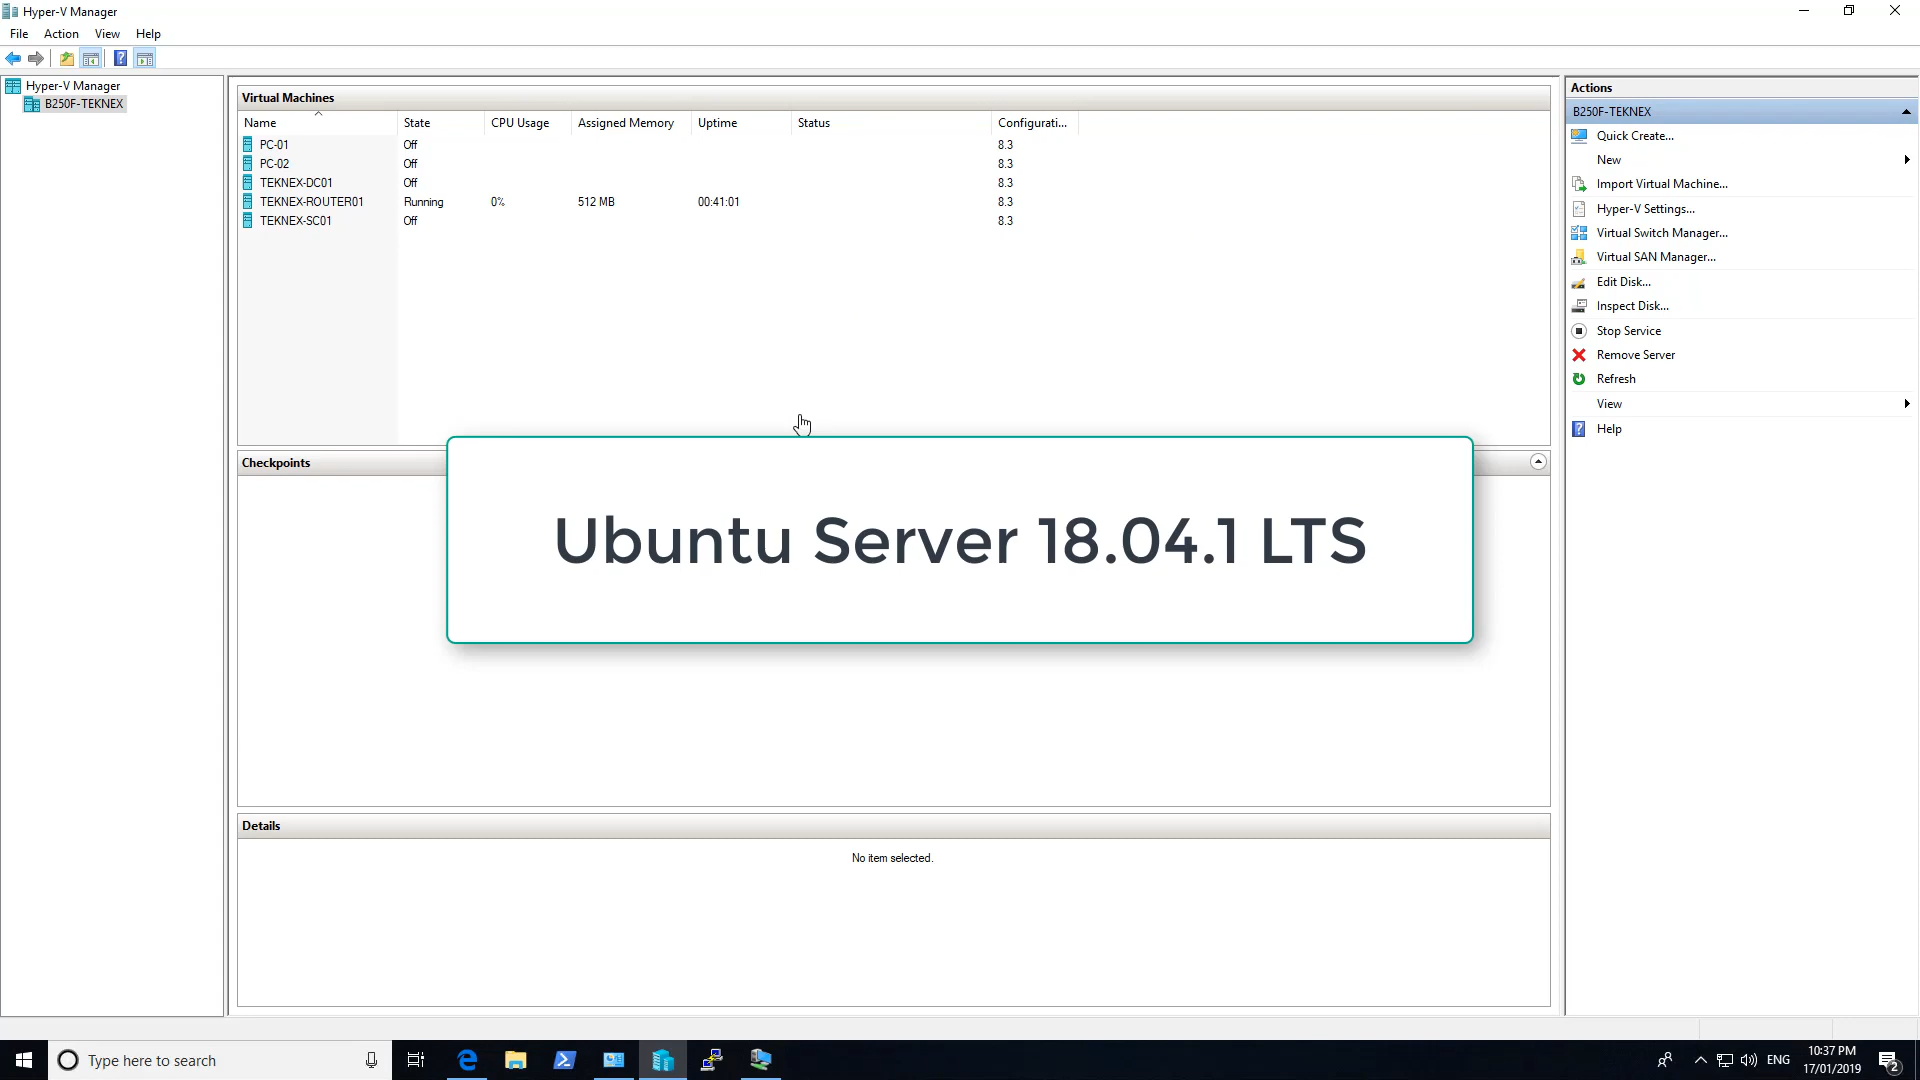 Hyper-V Manager
File Action View Help
Hyper-V Manager
B250F-TEKNEX
Virtual Machines
Name State CPU Usage Assigned Memory Uptime Status Configurati...
PC-01 Off 8.3
PC-02 Off 8.3
TEKNEX-DC01 Off 8.3
TEKNEX-ROUTER01 Running 0% 512 MB 00:41:01 8.3
TEKNEX-SC01 Off 8.3
Checkpoints
Ubuntu Server 18.04.1 LTS
Details
No item selected.
Actions
B250F-TEKNEX
Quick Create...
New
Import Virtual Machine...
Hyper-V Settings...
Virtual Switch Manager...
Virtual SAN Manager...
Edit Disk...
Inspect Disk...
Stop Service
Remove Server
Refresh
View
Help
Type here to search
ENG
10:37 PM
17/01/2019
2